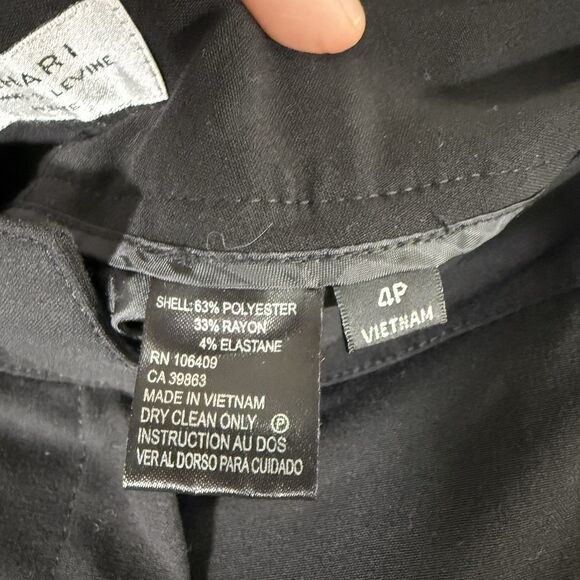 HARI
LEVINE
SHELL: 63% POLYESTER
33% RAYON
4% ELASTANE
RN 106409
CA 39863
MADE IN VIETNAM
DRY CLEAN ONLY Ⓟ
INSTRUCTION AU DOS
VER AL DORSO PARA CUIDADO
4P
VIETNAM